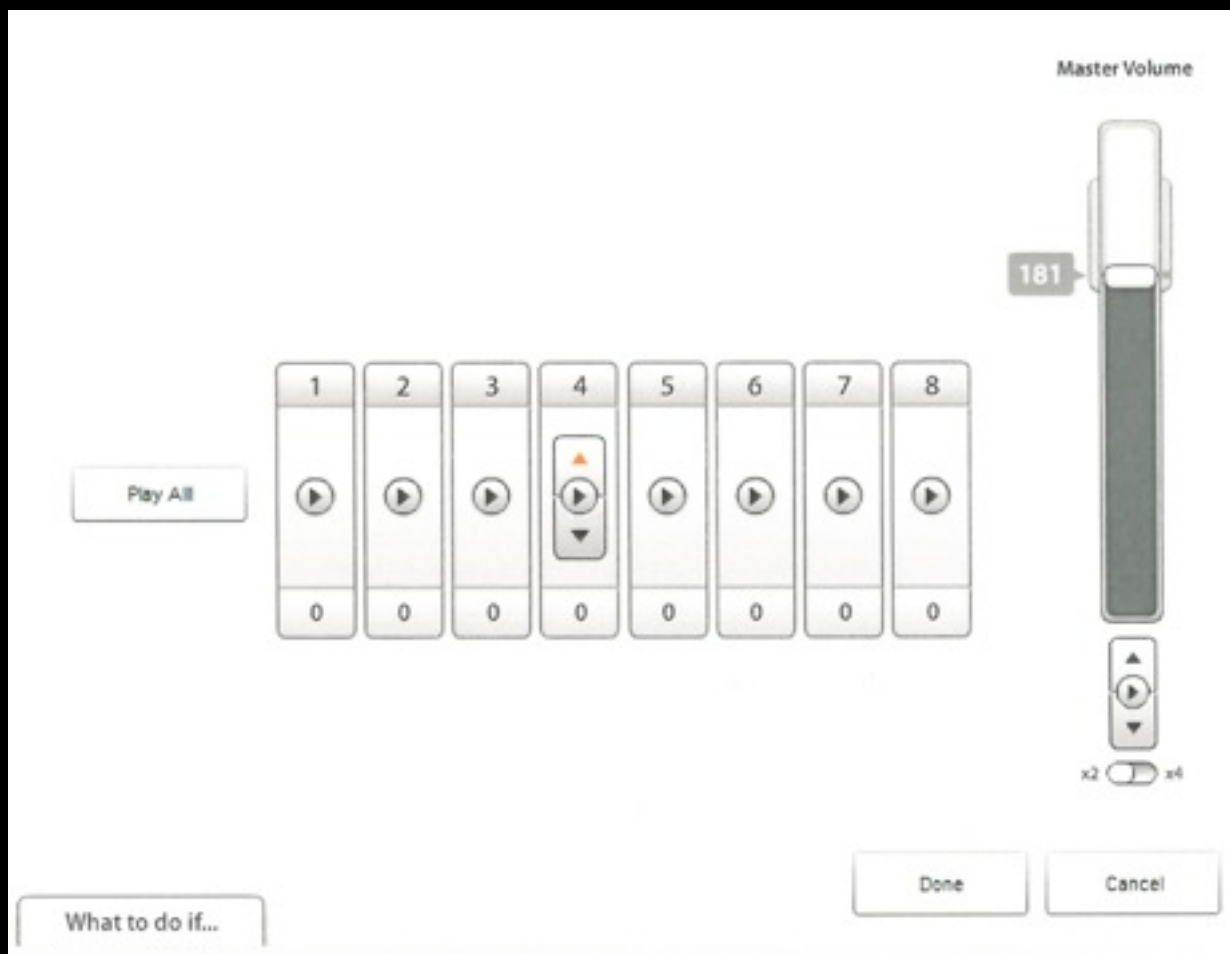 Master Volume
181
1 2 3 4 5 6 7 8
Play All
0 0 0 0 0 0 0 0
x2 x4
Done Cancel
What to do if...